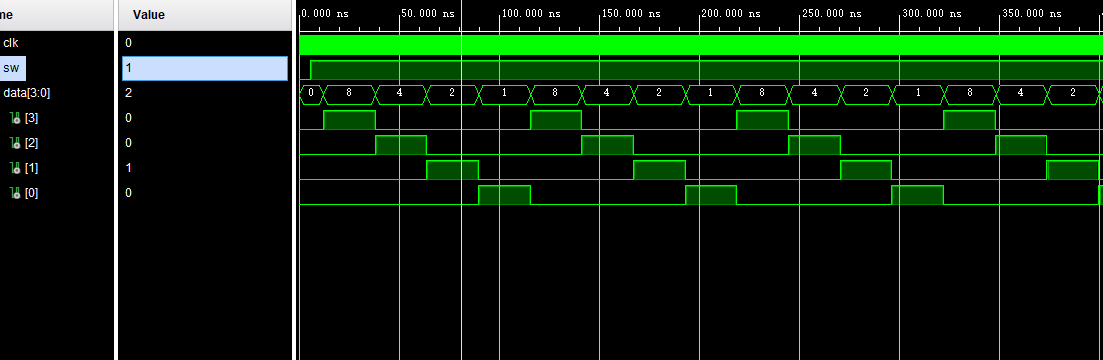 me Value 0.000 ns 50.000 ns 100.000 ns 150.000 ns 200.000 ns 250.000 ns 300.000 ns 350.000 ns
clk 0
sw 1
data[3:0] 2 0 8 4 2 1 8 4 2 1 8 4 2 1 8 4 2
[3] 0
[2] 0
[1] 1
[0] 0